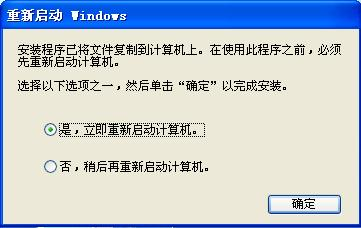 重新启动 Windows
安装程序已将文件复制到计算机上。在使用此程序之前，必须
先重新启动计算机。
选择以下选项之一，然后单击“确定”以完成安装。
是，立即重新启动计算机。
否，稍后再重新启动计算机。
确定